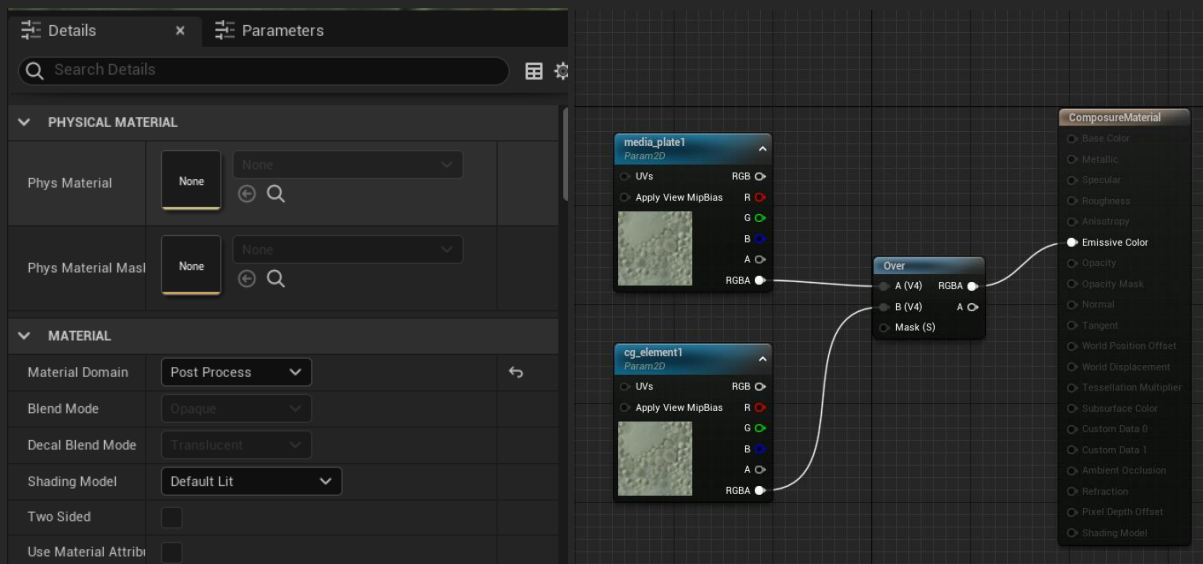 Details
Parameters
Search Details
PHYSICAL MATERIAL
Phys Material
None
None
Phys Material Masl
None
None
MATERIAL
Material Domain
Post Process
Blend Mode
Opaque
Decal Blend Mode
Translucent
Shading Model
Default Lit
Two Sided
Use Material Attribu
media_plate1
Param2D
UVs RGB
Apply View MipBias R
G
B
A
RGBA
cg_element1
Param2D
UVs RGB
Apply View MipBias R
G
B
A
RGBA
Over
A (V4) RGBA
B (V4) A
Mask (S)
ComposureMaterial
Base Color
Metallic
Specular
Roughness
Anisotropy
Emissive Color
Opacity
Opacity Mask
Normal
Tangent
World Position Offset
World Displacement
Tessellation Multiplier
Subsurface Color
Custom Data 0
Custom Data 1
Ambient Occlusion
Refraction
Pixel Depth Offset
Shading Model